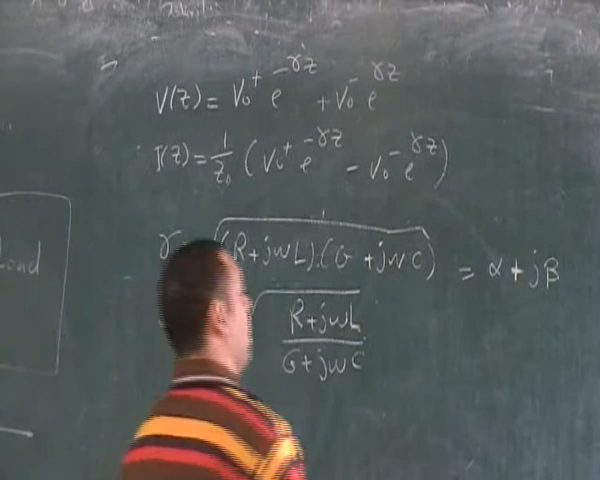 V(z) = V₀⁺ e^{-γz} + V₀⁻ e^{γz}
I(z) = 1/Z₀ ( V₀⁺ e^{-γz} - V₀⁻ e^{γz} )
γ √(R+jωL).(G+jωC) = α + jβ
Load
√ R+jωL / G+jωC